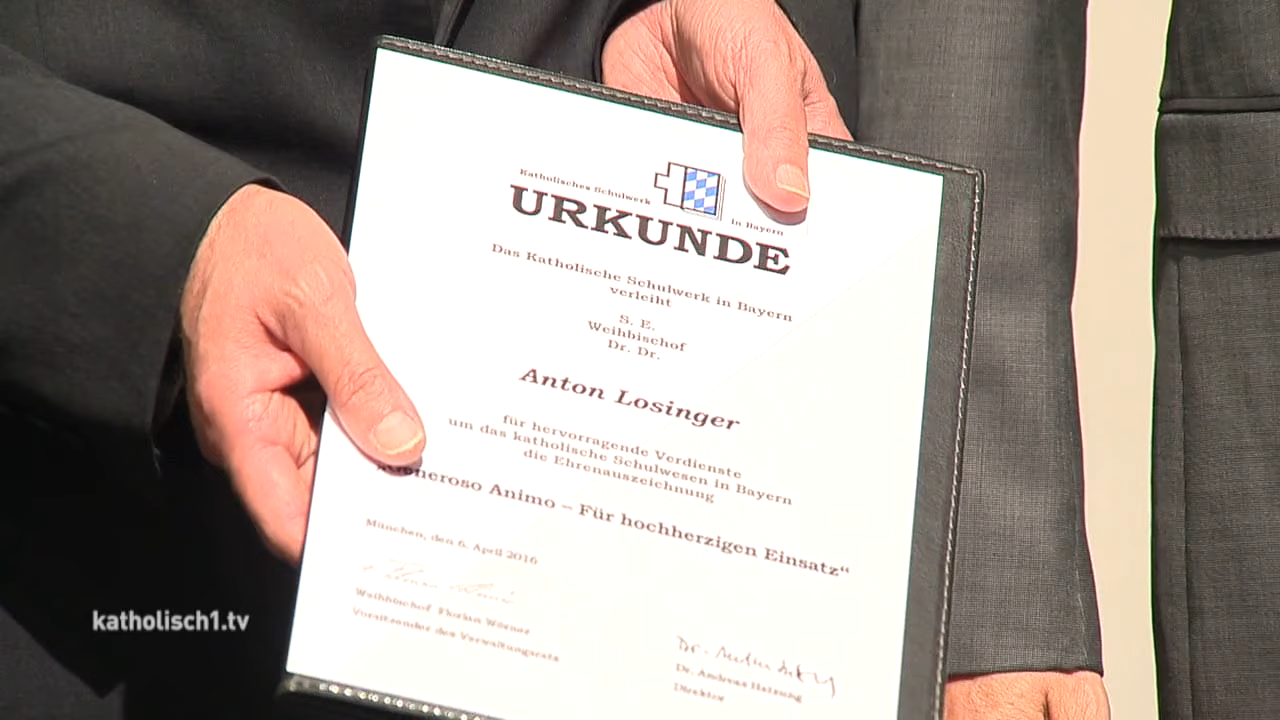 Katholisches Schulwerk
in Bayern
URKUNDE
Das Katholische Schulwerk in Bayern
verleiht
S. E.
Weihbischof
Dr. Dr.
Anton Losinger
für hervorragende Verdienste
um das katholische Schulwesen in Bayern
die Ehrenauszeichnung
Animo – Für hochherzigen Einsatz“
München, den 6. April 2016
Weihbischof Florian Wörner
Vorsitzender des Verwaltungsrats
Dr. Andreas Hatzung
Direktor
katholisch1.tv